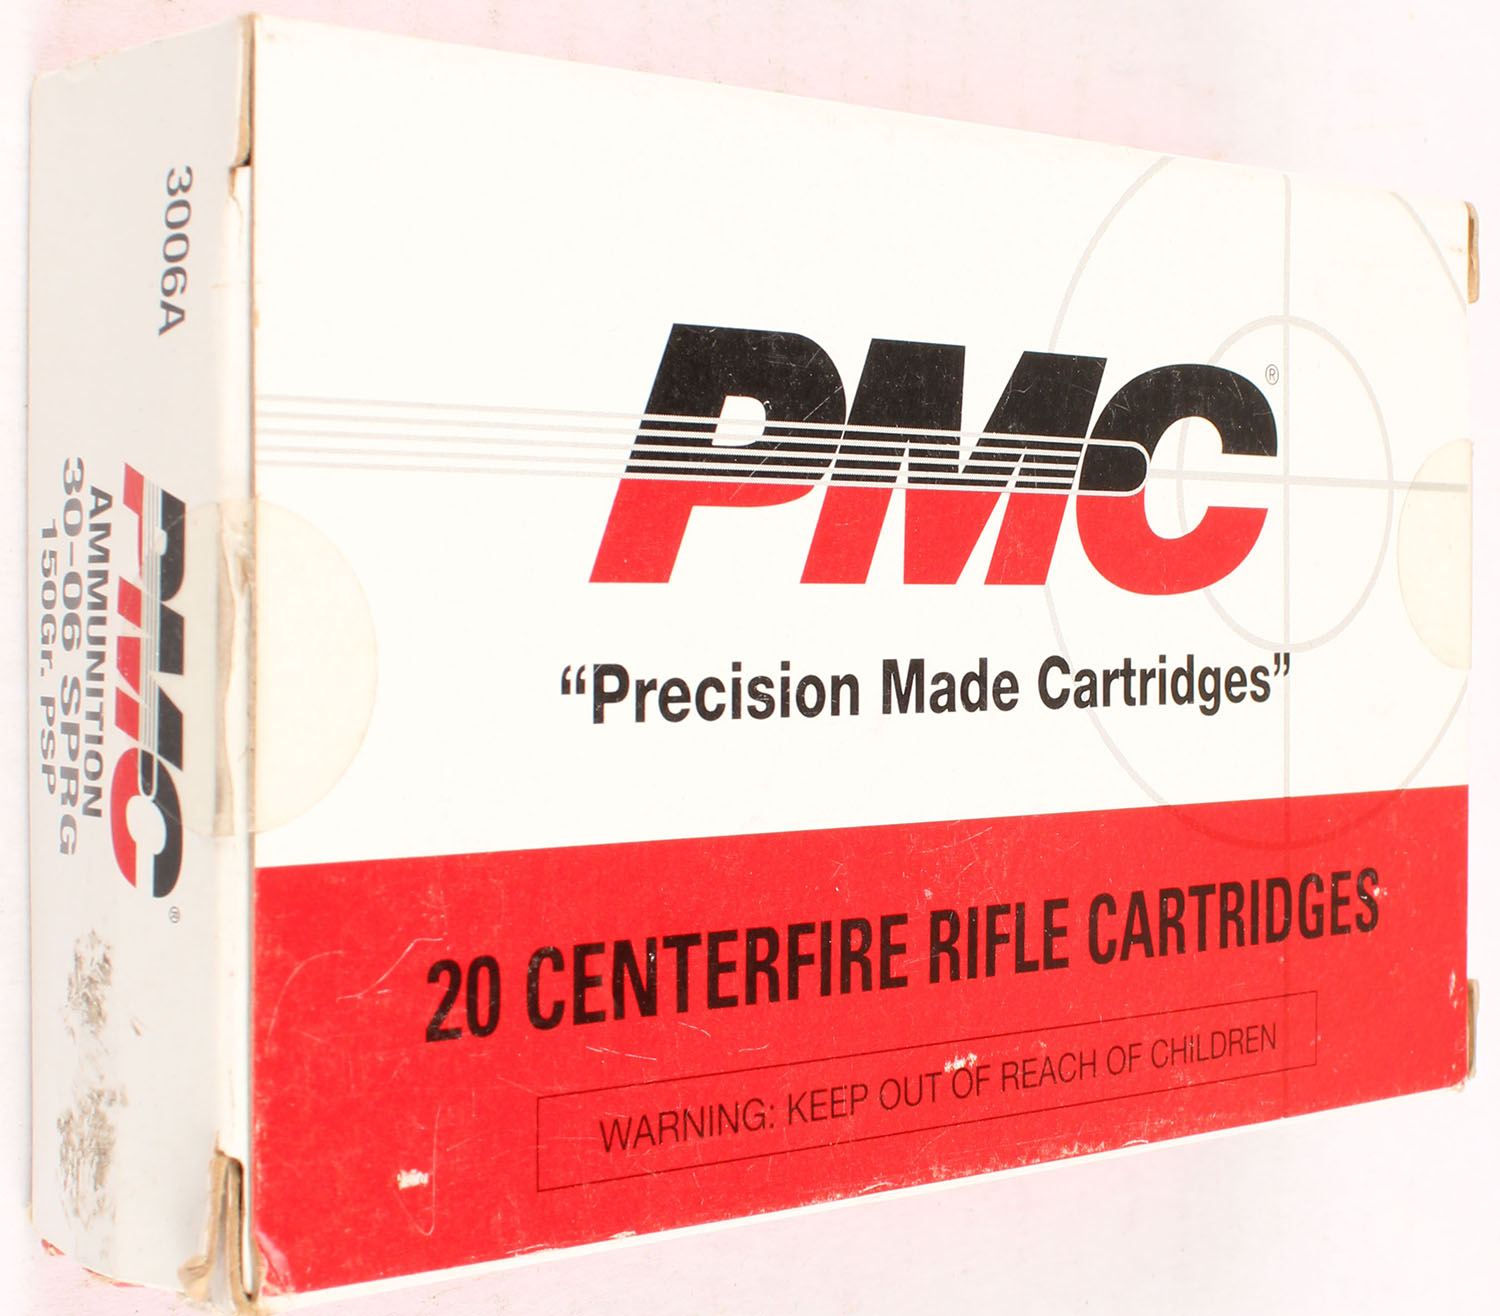 3006A
PMC®
AMMUNITION
30-06 SPRG
150Gr. PSP
PMC®
“Precision Made Cartridges”
20 CENTERFIRE RIFLE CARTRIDGES
WARNING: KEEP OUT OF REACH OF CHILDREN